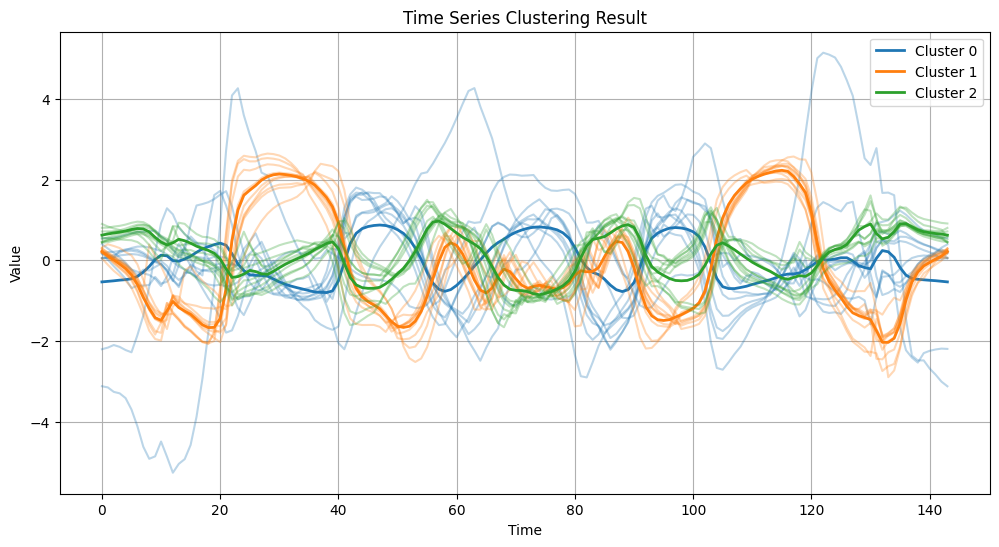 Time Series Clustering Result
Cluster 0
Cluster 1
Cluster 2
Value
4
2
0
−2
−4
0 20 40 60 80 100 120 140
Time